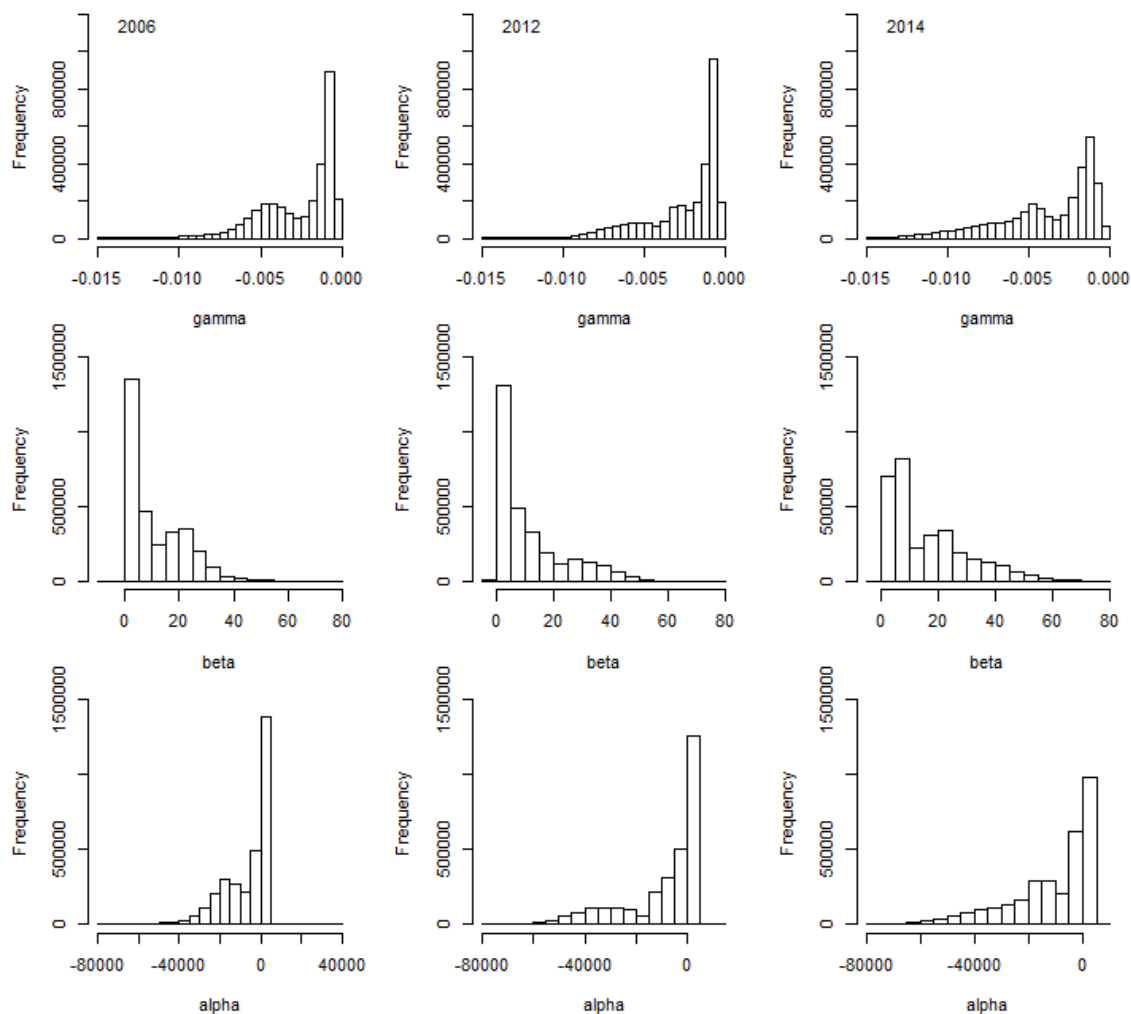 2006 2012 2014
Frequency Frequency Frequency
800000 800000 800000
400000 400000 400000
0 0 0
-0.015 -0.010 -0.005 0.000 -0.015 -0.010 -0.005 0.000 -0.015 -0.010 -0.005 0.000
gamma gamma gamma
Frequency Frequency Frequency
1500000 1500000 1500000
500000 500000 500000
0 0 0
0 20 40 60 80 0 20 40 60 80 0 20 40 60 80
beta beta beta
Frequency Frequency Frequency
1500000 1500000 1500000
500000 500000 500000
0 0 0
-80000 -40000 0 40000 -80000 -40000 0 -80000 -40000 0
alpha alpha alpha